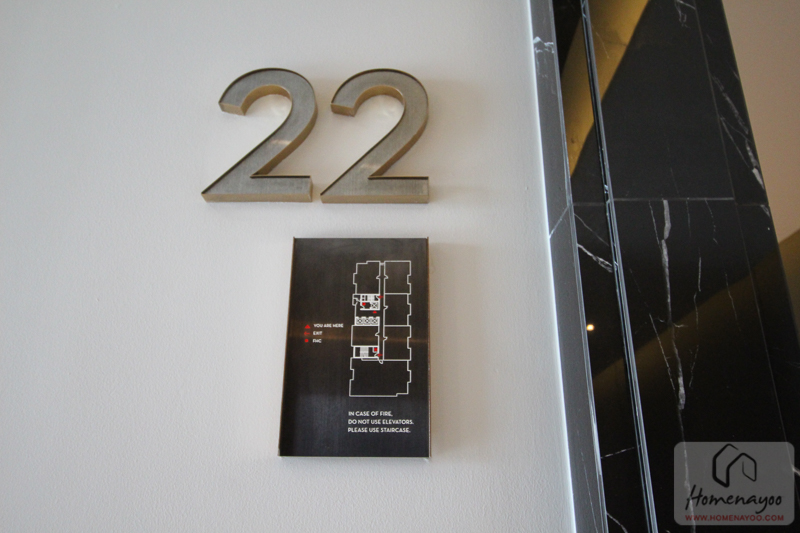 22
YOU ARE HERE
EXIT
FHC
IN CASE OF FIRE,
DO NOT USE ELEVATORS.
PLEASE USE STAIRCASE.
Homenayoo
WWW.HOMENAYOO.COM